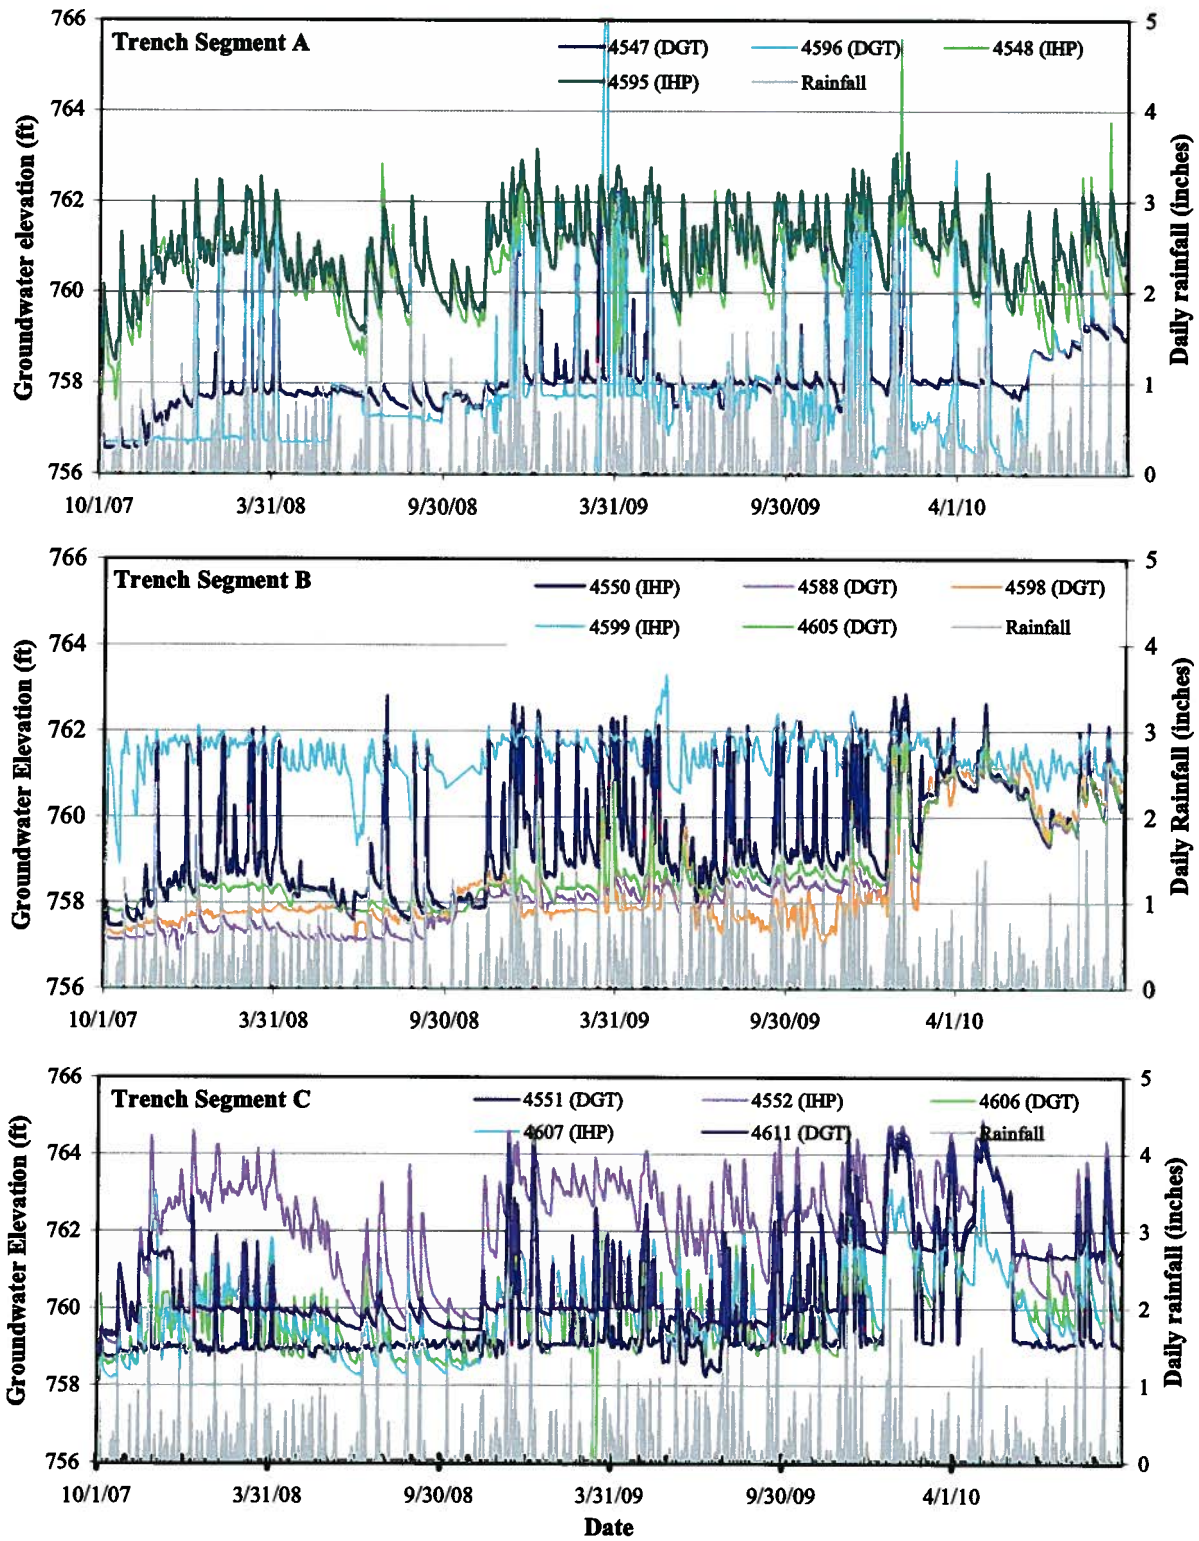 Trench Segment A
4547 (DGT) 4596 (DGT) 4548 (IHP)
4595 (IHP) Rainfall
Groundwater elevation (ft)
766
764
762
760
758
756
5
4
3
2
1
0
Daily rainfall (inches)
10/1/07 3/31/08 9/30/08 3/31/09 9/30/09 4/1/10
Trench Segment B
4550 (IHP) 4588 (DGT) 4598 (DGT)
4599 (IHP) 4605 (DGT) Rainfall
Groundwater Elevation (ft)
766
764
762
760
758
756
5
4
3
2
1
0
Daily Rainfall (inches)
10/1/07 3/31/08 9/30/08 3/31/09 9/30/09 4/1/10
Trench Segment C
4551 (DGT) 4552 (IHP) 4606 (DGT)
4607 (IHP) 4611 (DGT) Rainfall
Groundwater Elevation (ft)
766
764
762
760
758
756
5
4
3
2
1
0
Daily rainfall (inches)
10/1/07 3/31/08 9/30/08 3/31/09 9/30/09 4/1/10
Date